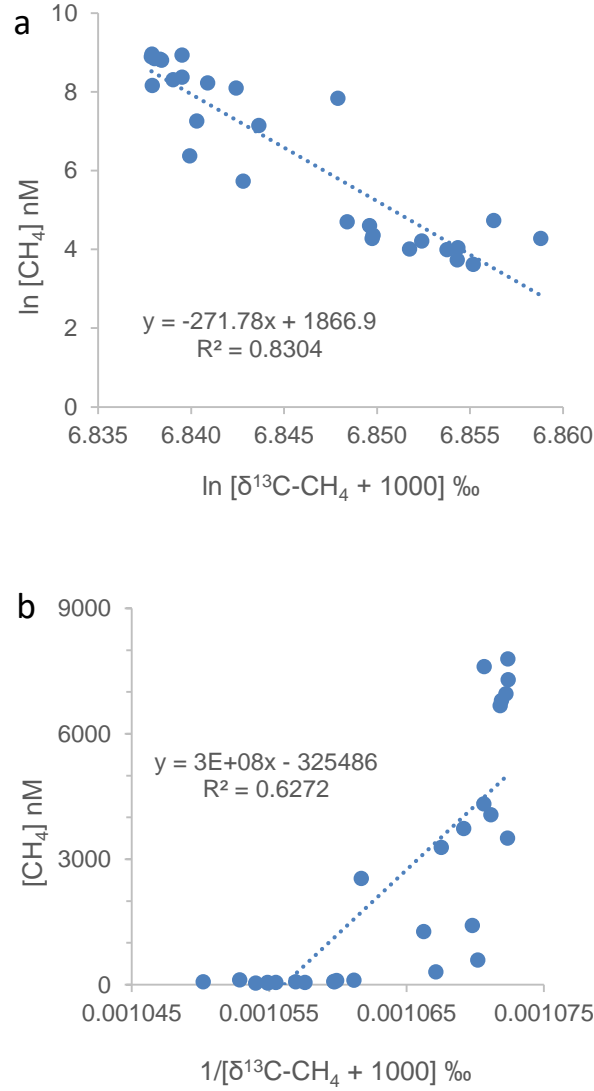 a
10
8
6
4
2
0
ln [CH₄] nM
y = -271.78x + 1866.9
R² = 0.8304
6.835 6.840 6.845 6.850 6.855 6.860
ln [δ¹³C-CH₄ + 1000] ‰
b
9000
6000
3000
0
[CH₄] nM
y = 3E+08x - 325486
R² = 0.6272
0.001045 0.001055 0.001065 0.001075
1/[δ¹³C-CH₄ + 1000] ‰